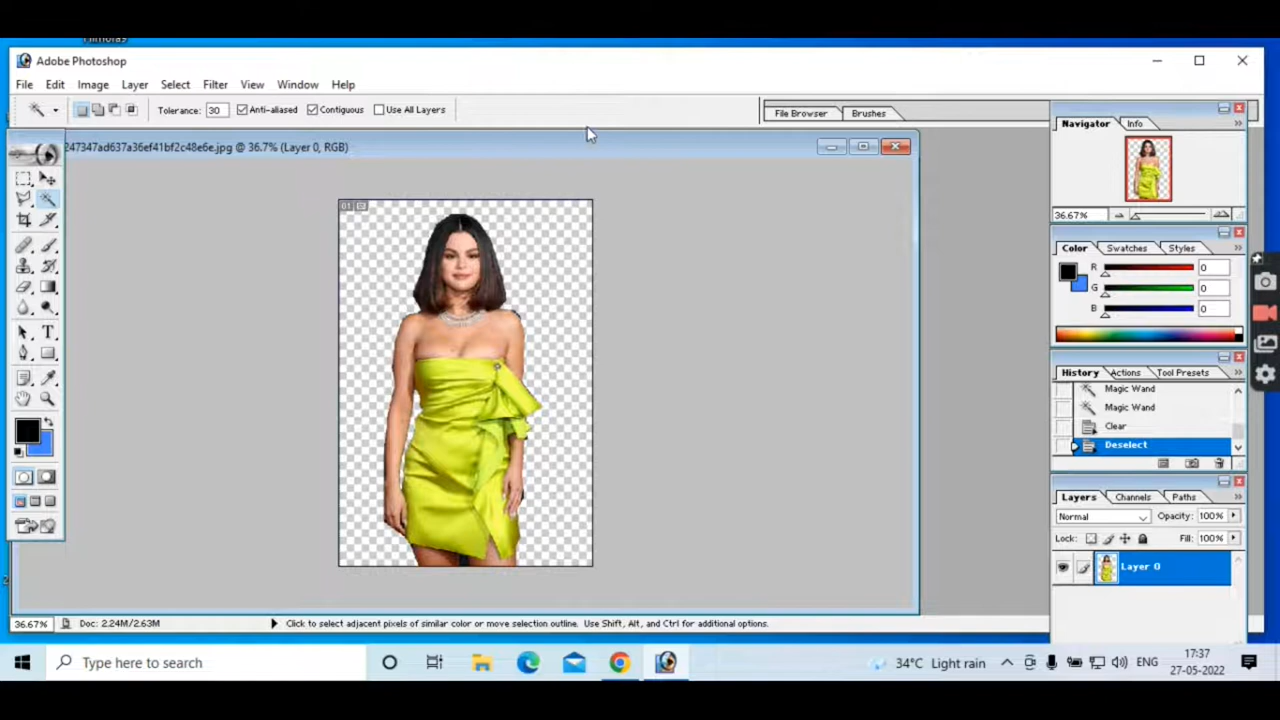 Filmora9
Adobe Photoshop
File Edit Image Layer Select Filter View Window Help
Tolerance: 30 Anti-aliased Contiguous Use All Layers File Browser Brushes
247347ad637a36ef41bf2c48e6e.jpg @ 36.7% (Layer 0, RGB)
01
Navigator Info
36.67%
Color Swatches Styles
R 0
G 0
B 0
History Actions Tool Presets
Magic Wand
Magic Wand
Clear
Deselect
Layers Channels Paths
Normal Opacity: 100%
Lock: Fill: 100%
Layer 0
36.67% Doc: 2.24M/2.63M Click to select adjacent pixels of similar color or move selection outline. Use Shift, Alt, and Ctrl for additional options.
Type here to search
34°C Light rain ENG 17:37
27-05-2022